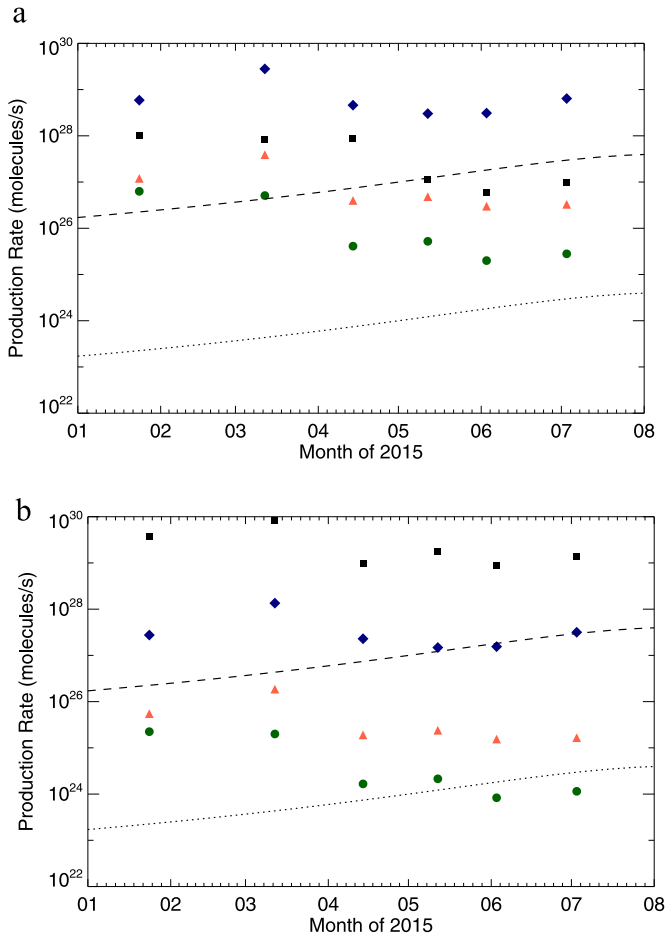 a
10^30
10^28
10^26
10^24
10^22
Production Rate (molecules/s)
01 02 03 04 05 06 07 08
Month of 2015
b
10^30
10^28
10^26
10^24
10^22
Production Rate (molecules/s)
01 02 03 04 05 06 07 08
Month of 2015